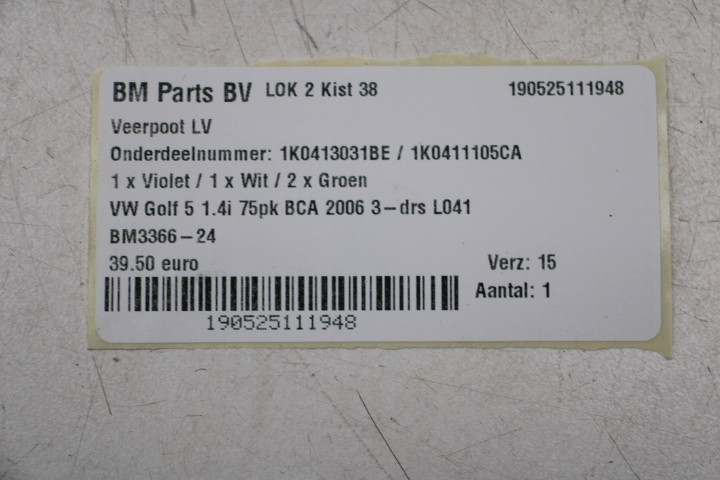 BM Parts BV LOK 2 Kist 38 190525111948
Veerpoot LV
Onderdeelnummer: 1K0413031BE / 1K0411105CA
1 x Violet / 1 x Wit / 2 x Groen
VW Golf 5 1.4i 75pk BCA 2006 3-drs L041
BM3366-24
39.50 euro Verz: 15
Aantal: 1
190525111948